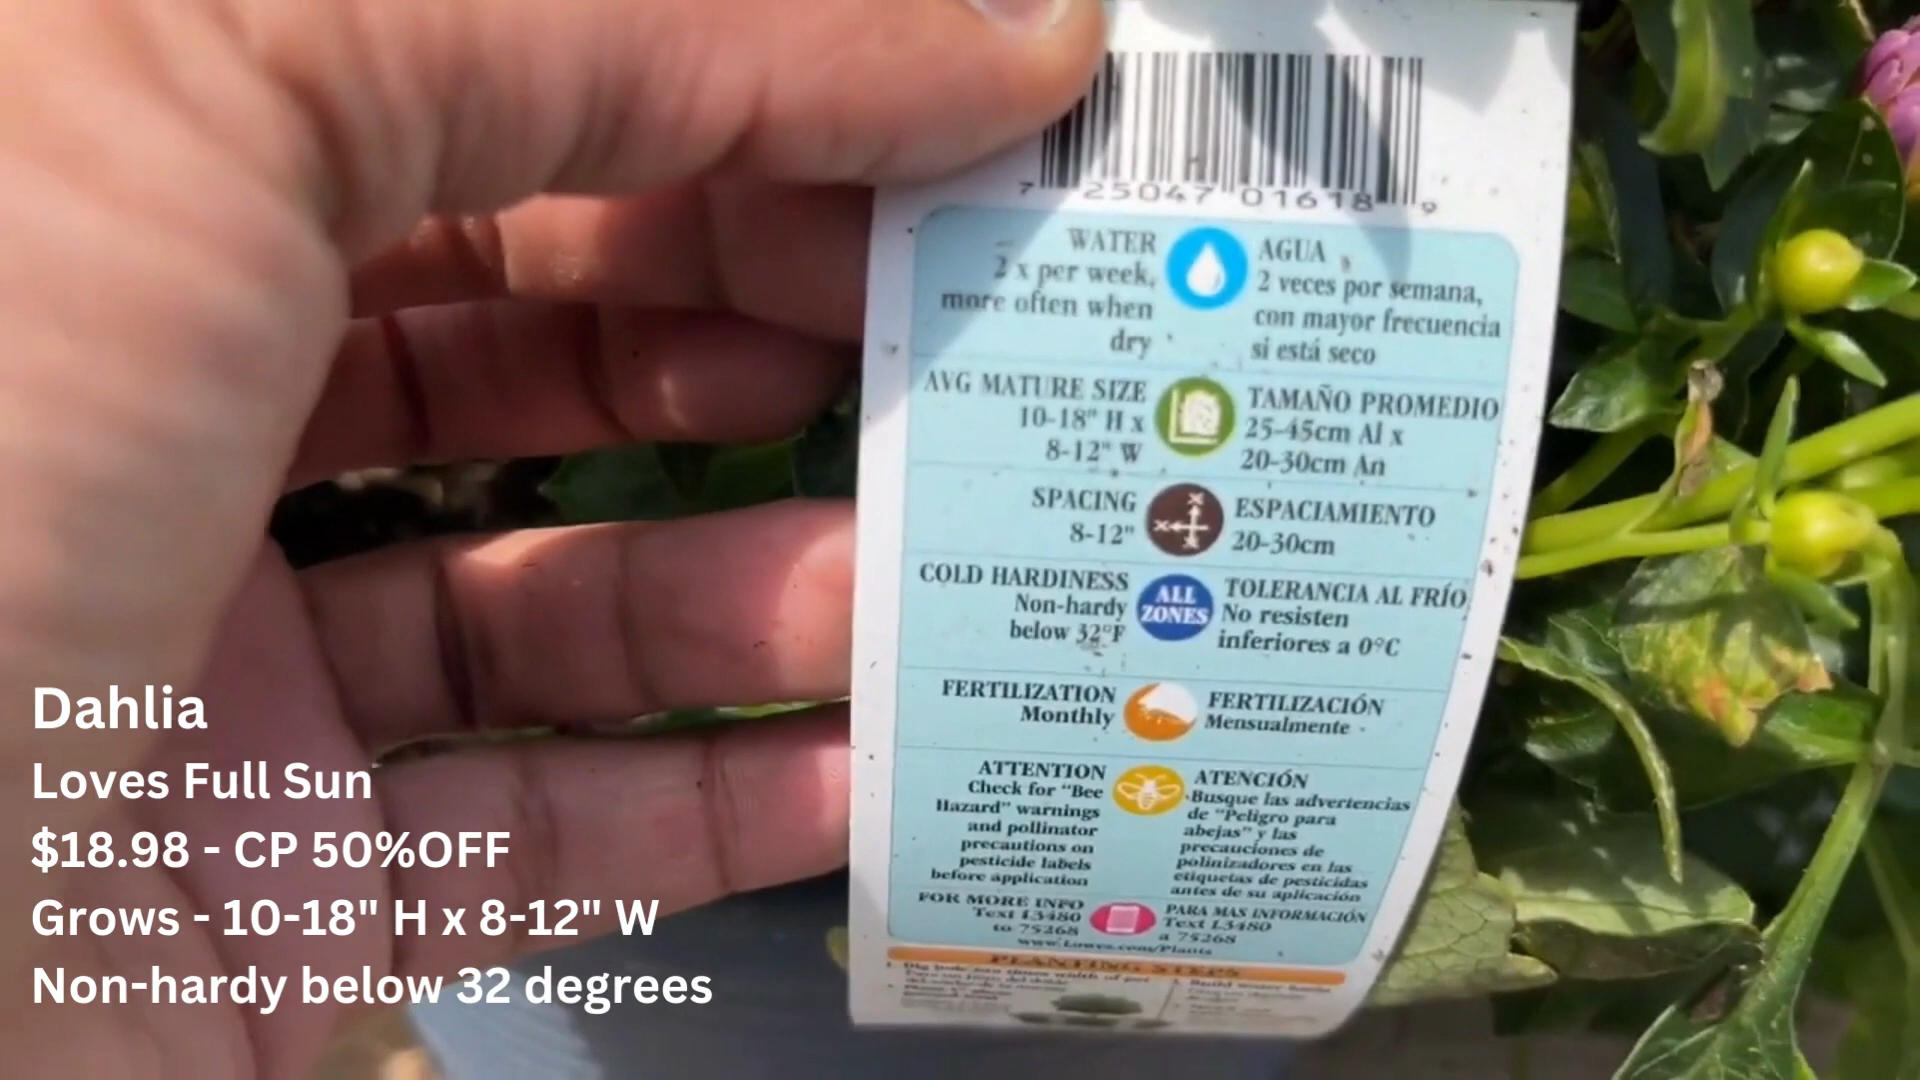 7 25047 01618 9
WATER
2 x per week,
more often when
dry
AGUA
2 veces por semana,
con mayor frecuencia
si está seco
AVG MATURE SIZE
10-18" H x
8-12" W
TAMAÑO PROMEDIO
25-45cm Al x
20-30cm An
SPACING
8-12"
ESPACIAMIENTO
20-30cm
COLD HARDINESS
Non-hardy
below 32°F
ALL
ZONES
TOLERANCIA AL FRÍO
No resisten
inferiores a 0°C
FERTILIZATION
Monthly
FERTILIZACIÓN
Mensualmente
ATTENTION
Check for "Bee
Hazard" warnings
and pollinator
precautions on
pesticide labels
before application
ATENCIÓN
Busque las advertencias
de "Peligro para
abejas" y las
precauciones de
polinizadores en las
etiquetas de pesticidas
antes de su aplicación
FOR MORE INFO
Text L3480
to 75268
PARA MAS INFORMACIÓN
Text L3480
a 75268
www.Lowes.com/Plants
PLANTING STEPS
Dahlia
Loves Full Sun
$18.98 - CP 50%OFF
Grows - 10-18" H x 8-12" W
Non-hardy below 32 degrees